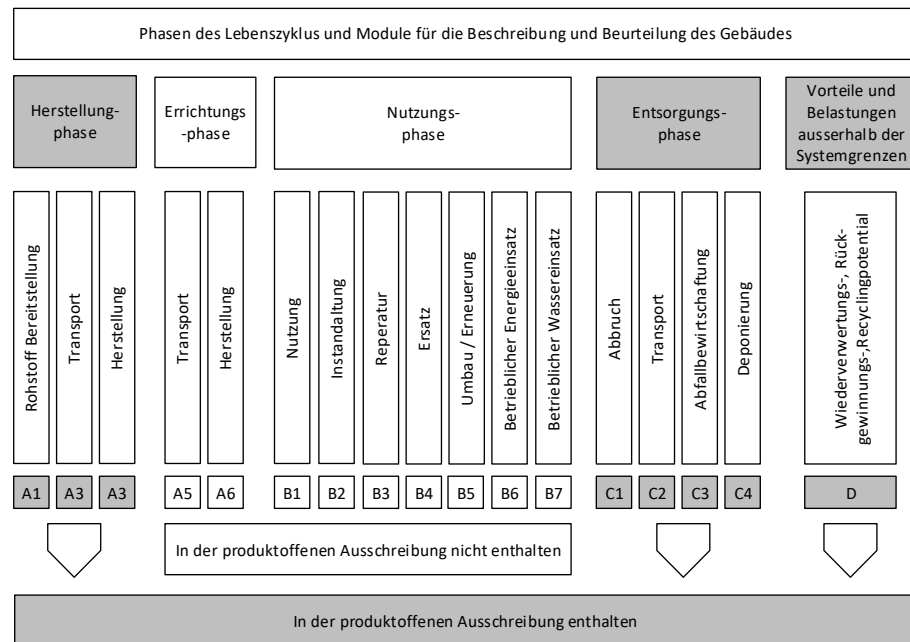 Phasen des Lebenszyklus und Module für die Beschreibung und Beurteilung des Gebäudes
Herstellung-
phase
Errichtungs
-phase
Nutzungs-
phase
Entsorgungs-
phase
Vorteile und
Belastungen
ausserhalb der
Systemgrenzen
Rohstoff Bereitstellung
Transport
Herstellung
Transport
Herstellung
Nutzung
Instandaltung
Reperatur
Ersatz
Umbau / Erneuerung
Betrieblicher Energieeinsatz
Betrieblicher Wassereinsatz
Abbruch
Transport
Abfallbewirtschaftung
Deponierung
Wiederverwertungs-, Rück-
gewinnungs-,Recyclingpotential
A1
A3
A3
A5
A6
B1
B2
B3
B4
B5
B6
B7
C1
C2
C3
C4
D
In der produktoffenen Ausschreibung nicht enthalten
In der produktoffenen Ausschreibung enthalten